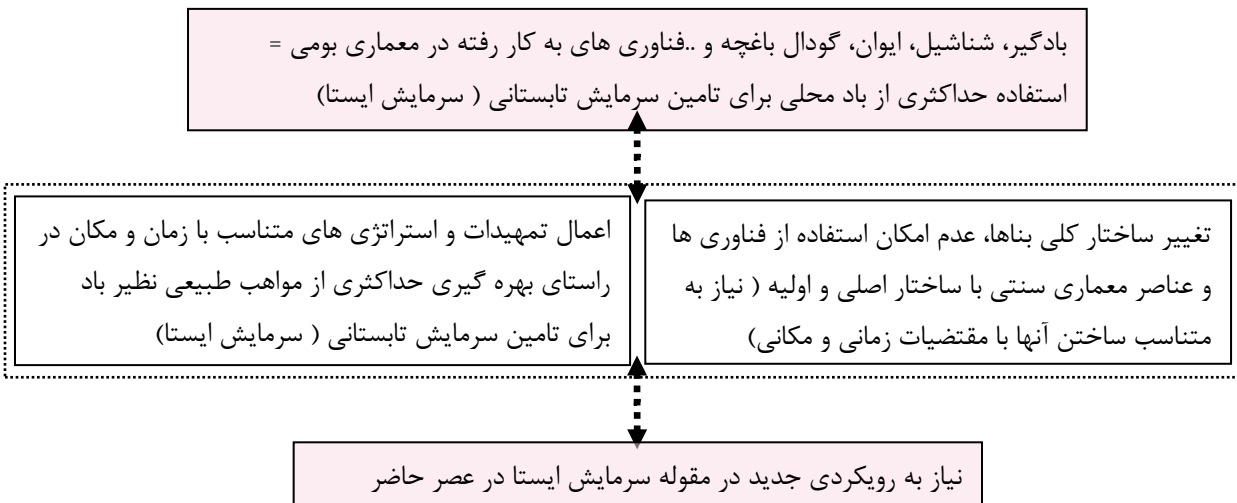 بادگیر، شناشیل، ایوان، گودال باغچه و ..فناوری های به کار رفته در معماری بومی =
استفاده حداکثری از باد محلی برای تامین سرمایش تابستانی ( سرمایش ایستا)
تغییر ساختار کلی بناها، عدم امکان استفاده از فناوری ها
و عناصر معماری سنتی با ساختار اصلی و اولیه ( نیاز به
متناسب ساختن آنها با مقتضیات زمانی و مکانی)
اعمال تمهیدات و استراتژی های متناسب با زمان و مکان در
راستای بهره گیری حداکثری از مواهب طبیعی نظیر باد
برای تامین سرمایش تابستانی ( سرمایش ایستا)
نیاز به رویکردی جدید در مقوله سرمایش ایستا در عصر حاضر